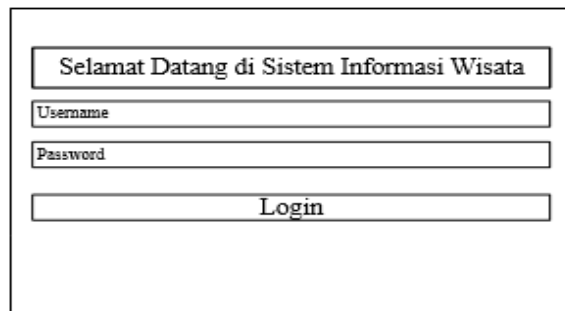 Selamat Datang di Sistem Informasi Wisata
Username
Password
Login